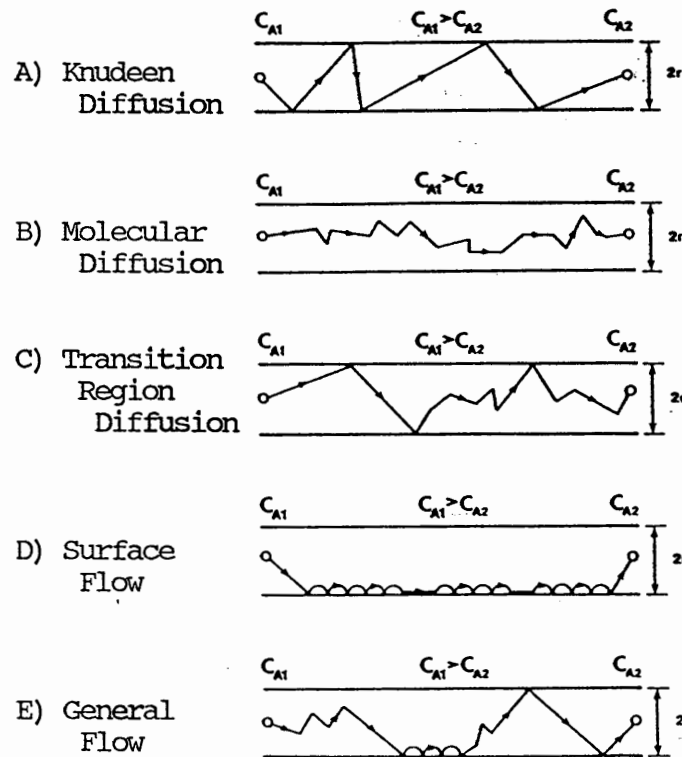 C_A1 C_A1>C_A2 C_A2
A) Knudeen
Diffusion
2r
C_A1 C_A1>C_A2 C_A2
B) Molecular
Diffusion
2r
C_A1 C_A1>C_A2 C_A2
C) Transition
Region
Diffusion
C_A1 C_A1>C_A2 C_A2
D) Surface
Flow
2
C_A1 C_A1>C_A2 C_A2
E) General
Flow
2